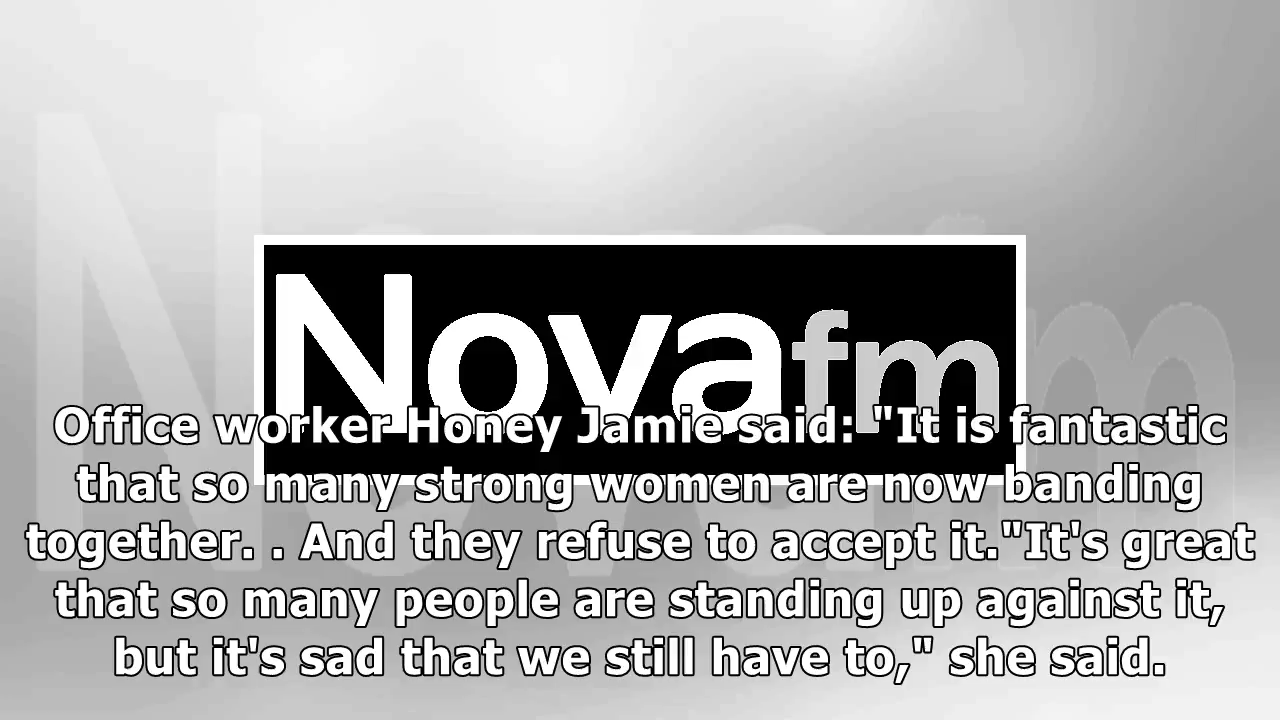 Novafm
Office worker Honey Jamie said: "It is fantastic
that so many strong women are now banding
together. . And they refuse to accept it."It's great
that so many people are standing up against it,
but it's sad that we still have to," she said.